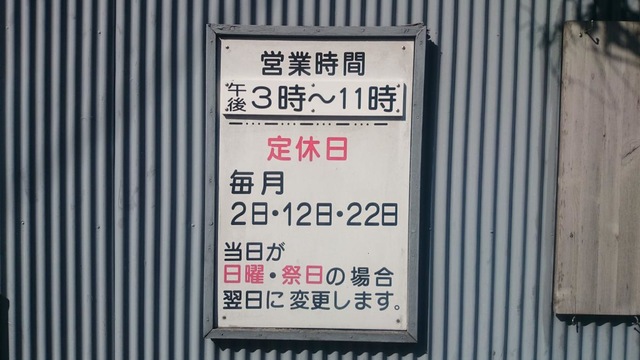 営業時間
午後3時〜11時
定休日
毎月
2日・12日・22日
当日が
日曜・祭日の場合
翌日に変更します。